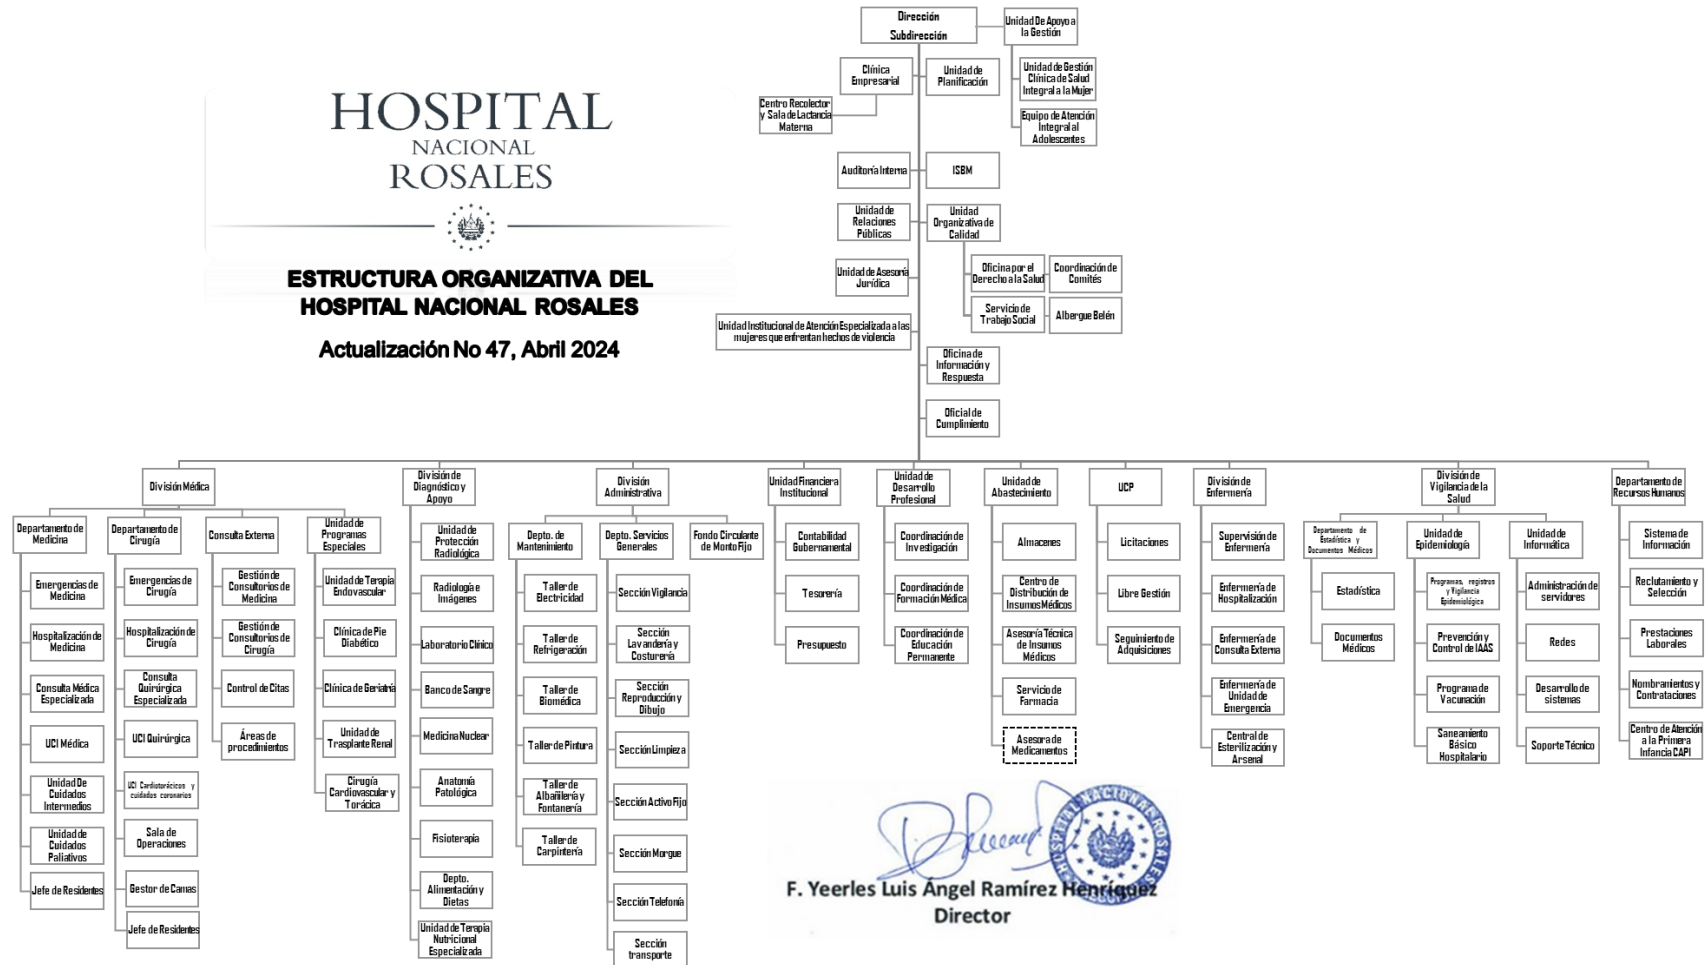 HOSPITAL
NACIONAL
ROSALES
ESTRUCTURA ORGANIZATIVA DEL
HOSPITAL NACIONAL ROSALES
Actualización No 47, Abril 2024
Dirección
Subdirección
Unidad De Apoyo a
la Gestión
Unidad de Gestión
Clínica de Salud
Integral a la Mujer
Equipo de Atención
Integral al
Adolescentes
Clínica
Empresarial
Unidad de
Planificación
Centro Recolector
y Sala de Lactancia
Materna
Auditoría Interna
ISBM
Unidad de
Relaciones
Públicas
Unidad
Organizativa de
Calidad
Oficina por el
Derecho a la Salud
Coordinación de
Comités
Servicio de
Trabajo Social
Albergue Belén
Unidad de Asesoria
Jurídica
Unidad Institucional de Atención Especializada a las
mujeres que enfrentan hechos de violencia
Oficina de
Información y
Respuesta
Oficial de
Cumplimiento
División Médica
Departamento de
Medicina
Emergencias de
Medicina
Hospitalización de
Medicina
Consulta Médica
Especializada
UCI Médica
Unidad De
Cuidados
Intermedios
Unidad de
Cuidados
Paliativos
Jefe de Residentes
Departamento de
Cirugía
Emergencias de
Cirugía
Hospitalización de
Cirugía
Consulta
Quirúrgica
Especializada
UCI Quirúrgica
UCI Cardiotorácicos y
cuidados coronarios
Sala de
Operaciones
Gestor de Camas
Jefe de Residentes
Consulta Externa
Gestión de
Consultorios de
Medicina
Gestión de
Consultorios de
Cirugía
Control de Citas
Áreas de
procedimientos
Unidad de
Programas
Especiales
Unidad de Terapia
Endovascular
Clínica de Pie
Diabético
Clínica de Geriatría
Unidad de
Trasplante Renal
Cirugía
Cardiovascular y
Torácica
División de
Diagnóstico y
Apoyo
Unidad de
Protección
Radiológica
Radiología e
Imágenes
Laboratorio Clínico
Banco de Sangre
Medicina Nuclear
Anatomía
Patológica
Fisioterapia
Depto.
Alimentación y
Dietas
Unidad de Terapia
Nutricional
Especializada
División
Administrativa
Depto. de
Mantenimiento
Taller de
Electricidad
Taller de
Refrigeración
Taller de
Biomédica
Taller de Pintura
Taller de
Albañilería y
Fontanería
Taller de
Carpintería
Depto. Servicios
Generales
Sección Vigilancia
Sección
Lavandería y
Costurería
Sección
Reproducción y
Dibujo
Sección Limpieza
Sección Activo Fijo
Sección Morgue
Sección Telefonía
Sección
transporte
Fondo Circulante
de Monto Fijo
Unidad Financiera
Institucional
Contabilidad
Gubernamental
Tesorería
Presupuesto
Unidad de
Desarrollo
Profesional
Coordinación de
Investigación
Coordinación de
Formación Médica
Coordinación de
Educación
Permanente
Unidad de
Abastecimiento
Almacenes
Centro de
Distribución de
Insumos Médicos
Asesoría Técnica
de Insumos
Médicos
Servicio de
Farmacia
Asesora de
Medicamentos
UCP
Licitaciones
Libre Gestión
Seguimiento de
Adquisiciones
División de
Enfermería
Supervisión de
Enfermería
Enfermería de
Hospitalización
Enfermería de
Consulta Externa
Enfermería de
Unidad de
Emergencia
Central de
Esterilización y
Arsenal
División de
Vigilancia de la
Salud
Departamento de
Estadística y
Documentos Médicos
Estadística
Documentos
Médicos
Unidad de
Epidemiología
Programas, registros
y Vigilancia
Epidemiológica
Prevención y
Control de IAAS
Programa de
Vacunación
Saneamiento
Básico
Hospitalario
Unidad de
Informática
Administración de
servidores
Redes
Desarrollo de
sistemas
Soporte Técnico
Departamento de
Recursos Humanos
Sistema de
Información
Reclutamiento y
Selección
Prestaciones
Laborales
Nombramientos y
Contrataciones
Centro de Atención
a la Primera
Infancia CAPI
HOSPITAL NACIONAL ROSALES
F. Yeerles Luis Ángel Ramírez Henríquez
Director